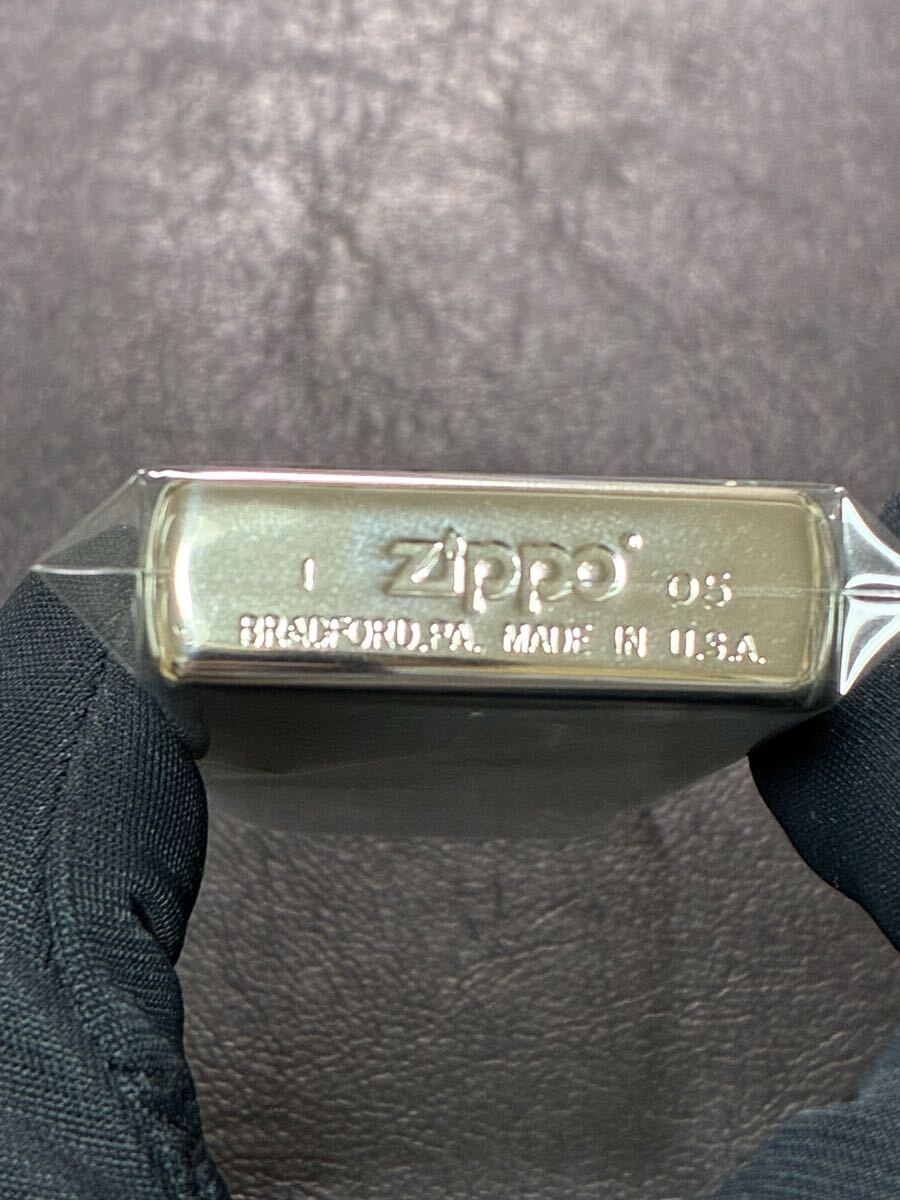 I Zippo® 05
BRADFORD,PA. MADE IN U.S.A.